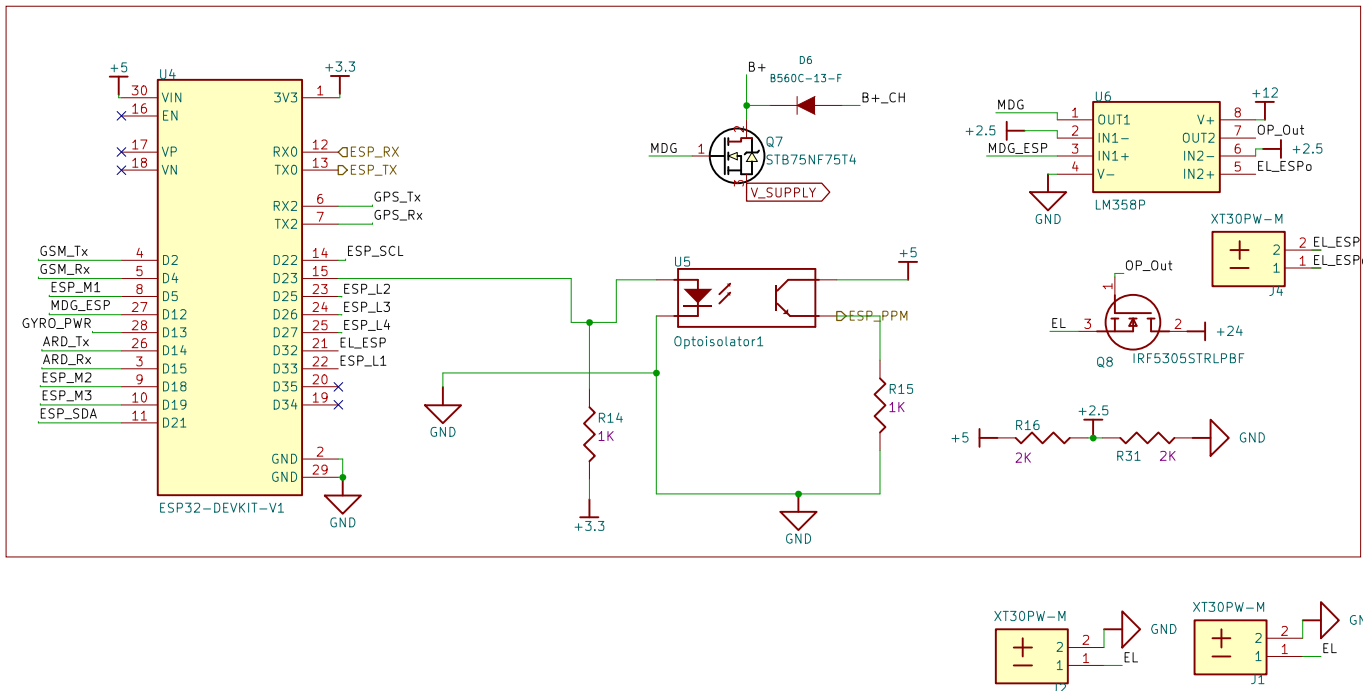 U4
+5
+3.3
30 VIN
16 EN
17 VP
18 VN
4 D2
5 D4
8 D5
27 D12
28 D13
26 D14
3 D15
9 D18
10 D19
11 D21
3V3 1
RX0 12
TX0 13
RX2 6
TX2 7
D22 14
D23 15
D25 23
D26 24
D27 25
D32 21
D33 22
D35 20
D34 19
GND 2
GND 29
GSM_Tx
GSM_Rx
ESP_M1
MDG_ESP
GYRO_PWR
ARD_Tx
ARD_Rx
ESP_M2
ESP_M3
ESP_SDA
ESP_RX
ESP_TX
GPS_Tx
GPS_Rx
ESP_SCL
ESP_L2
ESP_L3
ESP_L4
EL_ESP
ESP_L1
GND
ESP32-DEVKIT-V1
B+
D6
B560C-13-F
B+_CH
MDG
1
2
Q7
STB75NF75T4
V_SUPPLY
U5
Optoisolator1
+5
ESP_PPM
GND
R14
1K
+3.3
R15
1K
GND
U6
MDG
+2.5
MDG_ESP
1 OUT1
2 IN1-
3 IN1+
4 V-
V+ 8
OUT2 7
IN2- 6
IN2+ 5
+12
OP_Out
+2.5
EL_ESPo
GND
LM358P
XT30PW-M
2 2 EL_ESP
1 1 EL_ESP
J4
OP_Out
1
EL 3
2 +24
Q8
IRF5305STRLPBF
+5
R16
2K
+2.5
R31
2K
GND
XT30PW-M
2 2
1 1
GND
EL
J2
XT30PW-M
2 2
1 1
EL
J1